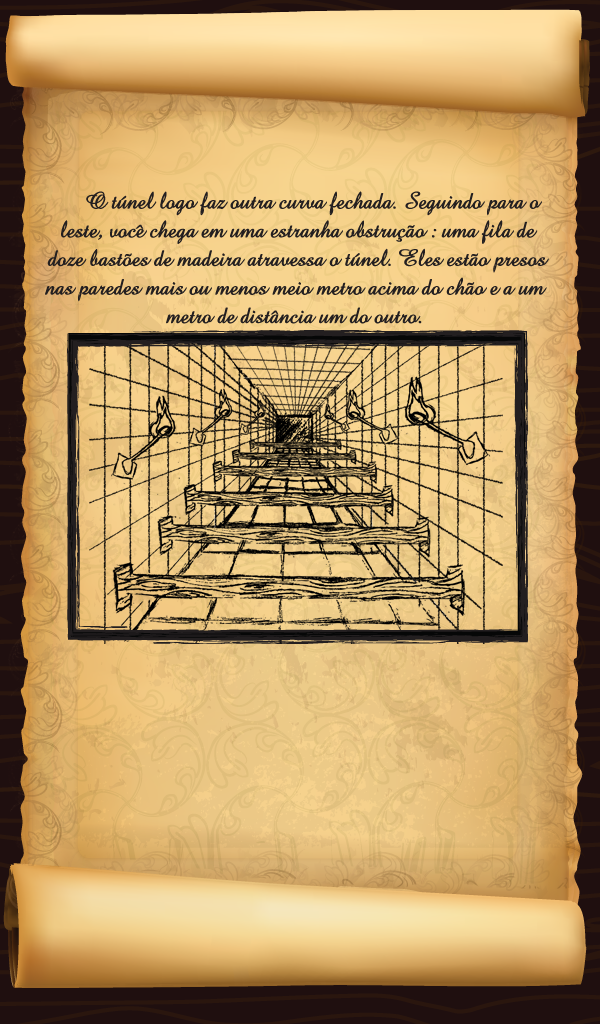 O túnel logo faz outra curva fechada. Seguindo para o
leste, você chega em uma estranha obstrução : uma fila de
doze bastões de madeira atravessa o túnel. Eles estão presos
nas paredes mais ou menos meio metro acima do chão e a um
metro de distância um do outro.